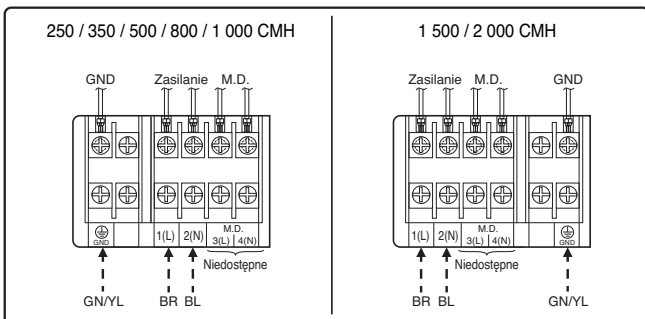 250 / 350 / 500 / 800 / 1 000 CMH
GND Zasilanie M.D.
GND 1(L) 2(N) M.D. 3(L) 4(N)
Niedostępne
GN/YL BR BL
1 500 / 2 000 CMH
Zasilanie M.D. GND
1(L) 2(N) M.D. 3(L) 4(N) GND
Niedostępne
BR BL GN/YL